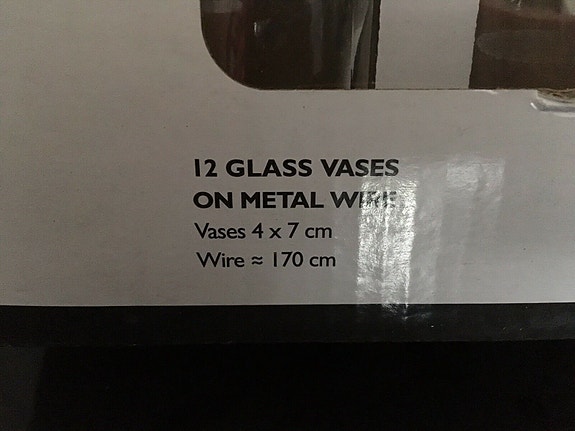 12 GLASS VASES
ON METAL WIRE
Vases 4 x 7 cm
Wire ≈ 170 cm